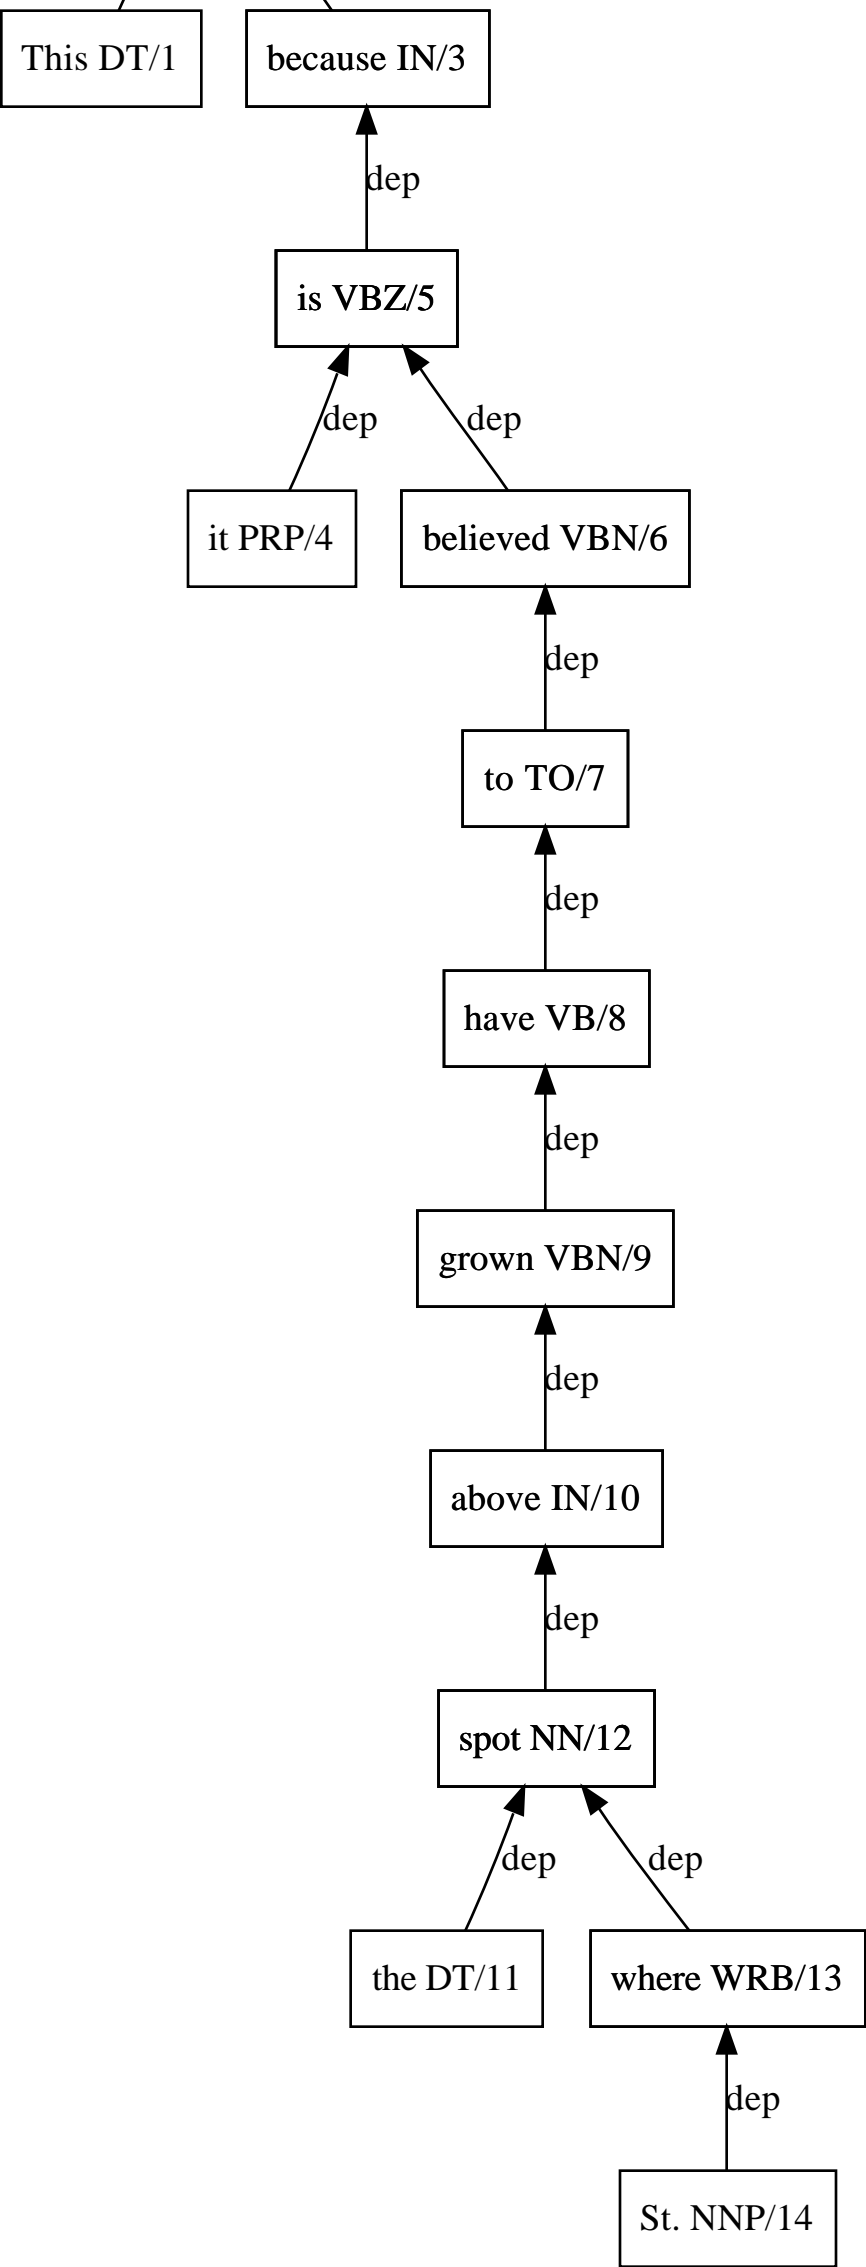 This DT/1
because IN/3
dep
is VBZ/5
dep
dep
it PRP/4
believed VBN/6
dep
to TO/7
dep
have VB/8
dep
grown VBN/9
dep
above IN/10
dep
spot NN/12
dep
dep
the DT/11
where WRB/13
dep
St. NNP/14